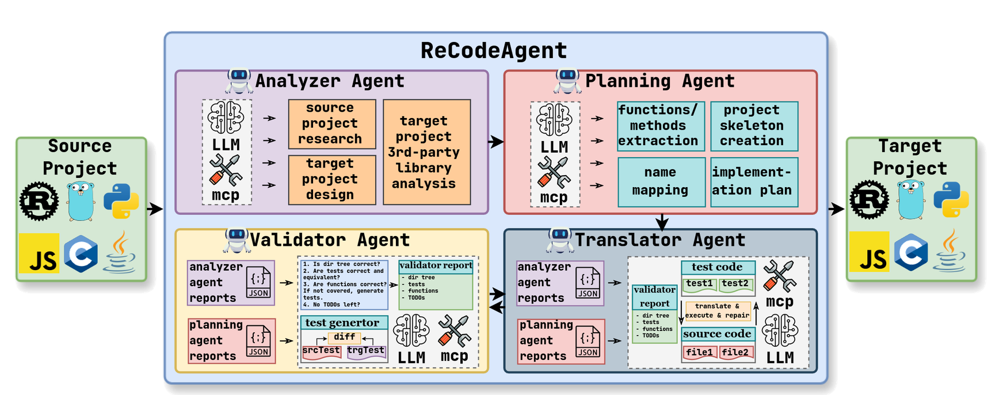 ReCodeAgent
Source
Project
R
JS
C
Analyzer Agent
LLM
mcp
source
project
research
target
project
design
target
project
3rd-party
library
analysis
Planning Agent
LLM
mcp
functions/
methods
extraction
project
skeleton
creation
name
mapping
implement-
ation plan
Validator Agent
analyzer
agent
reports
{;}
JSON
planning
agent
reports
{;}
JSON
1. Is dir tree correct?
2. Are tests correct and
equivalent?
3. Are functions correct?
If not covered, generate
tests.
4. No TODOs left?
validator report
- dir tree
- tests
- functions
- TODOs
test genertor
diff
srcTest
trgTest
LLM
mcp
Translator Agent
analyzer
agent
reports
{;}
JSON
planning
agent
reports
{;}
JSON
validator
report
- dir tree
- tests
- functions
- TODOs
test code
test1
test2
translate &
execute & repair
source code
file1
file2
mcp
LLM
Target
Project
R
JS
C